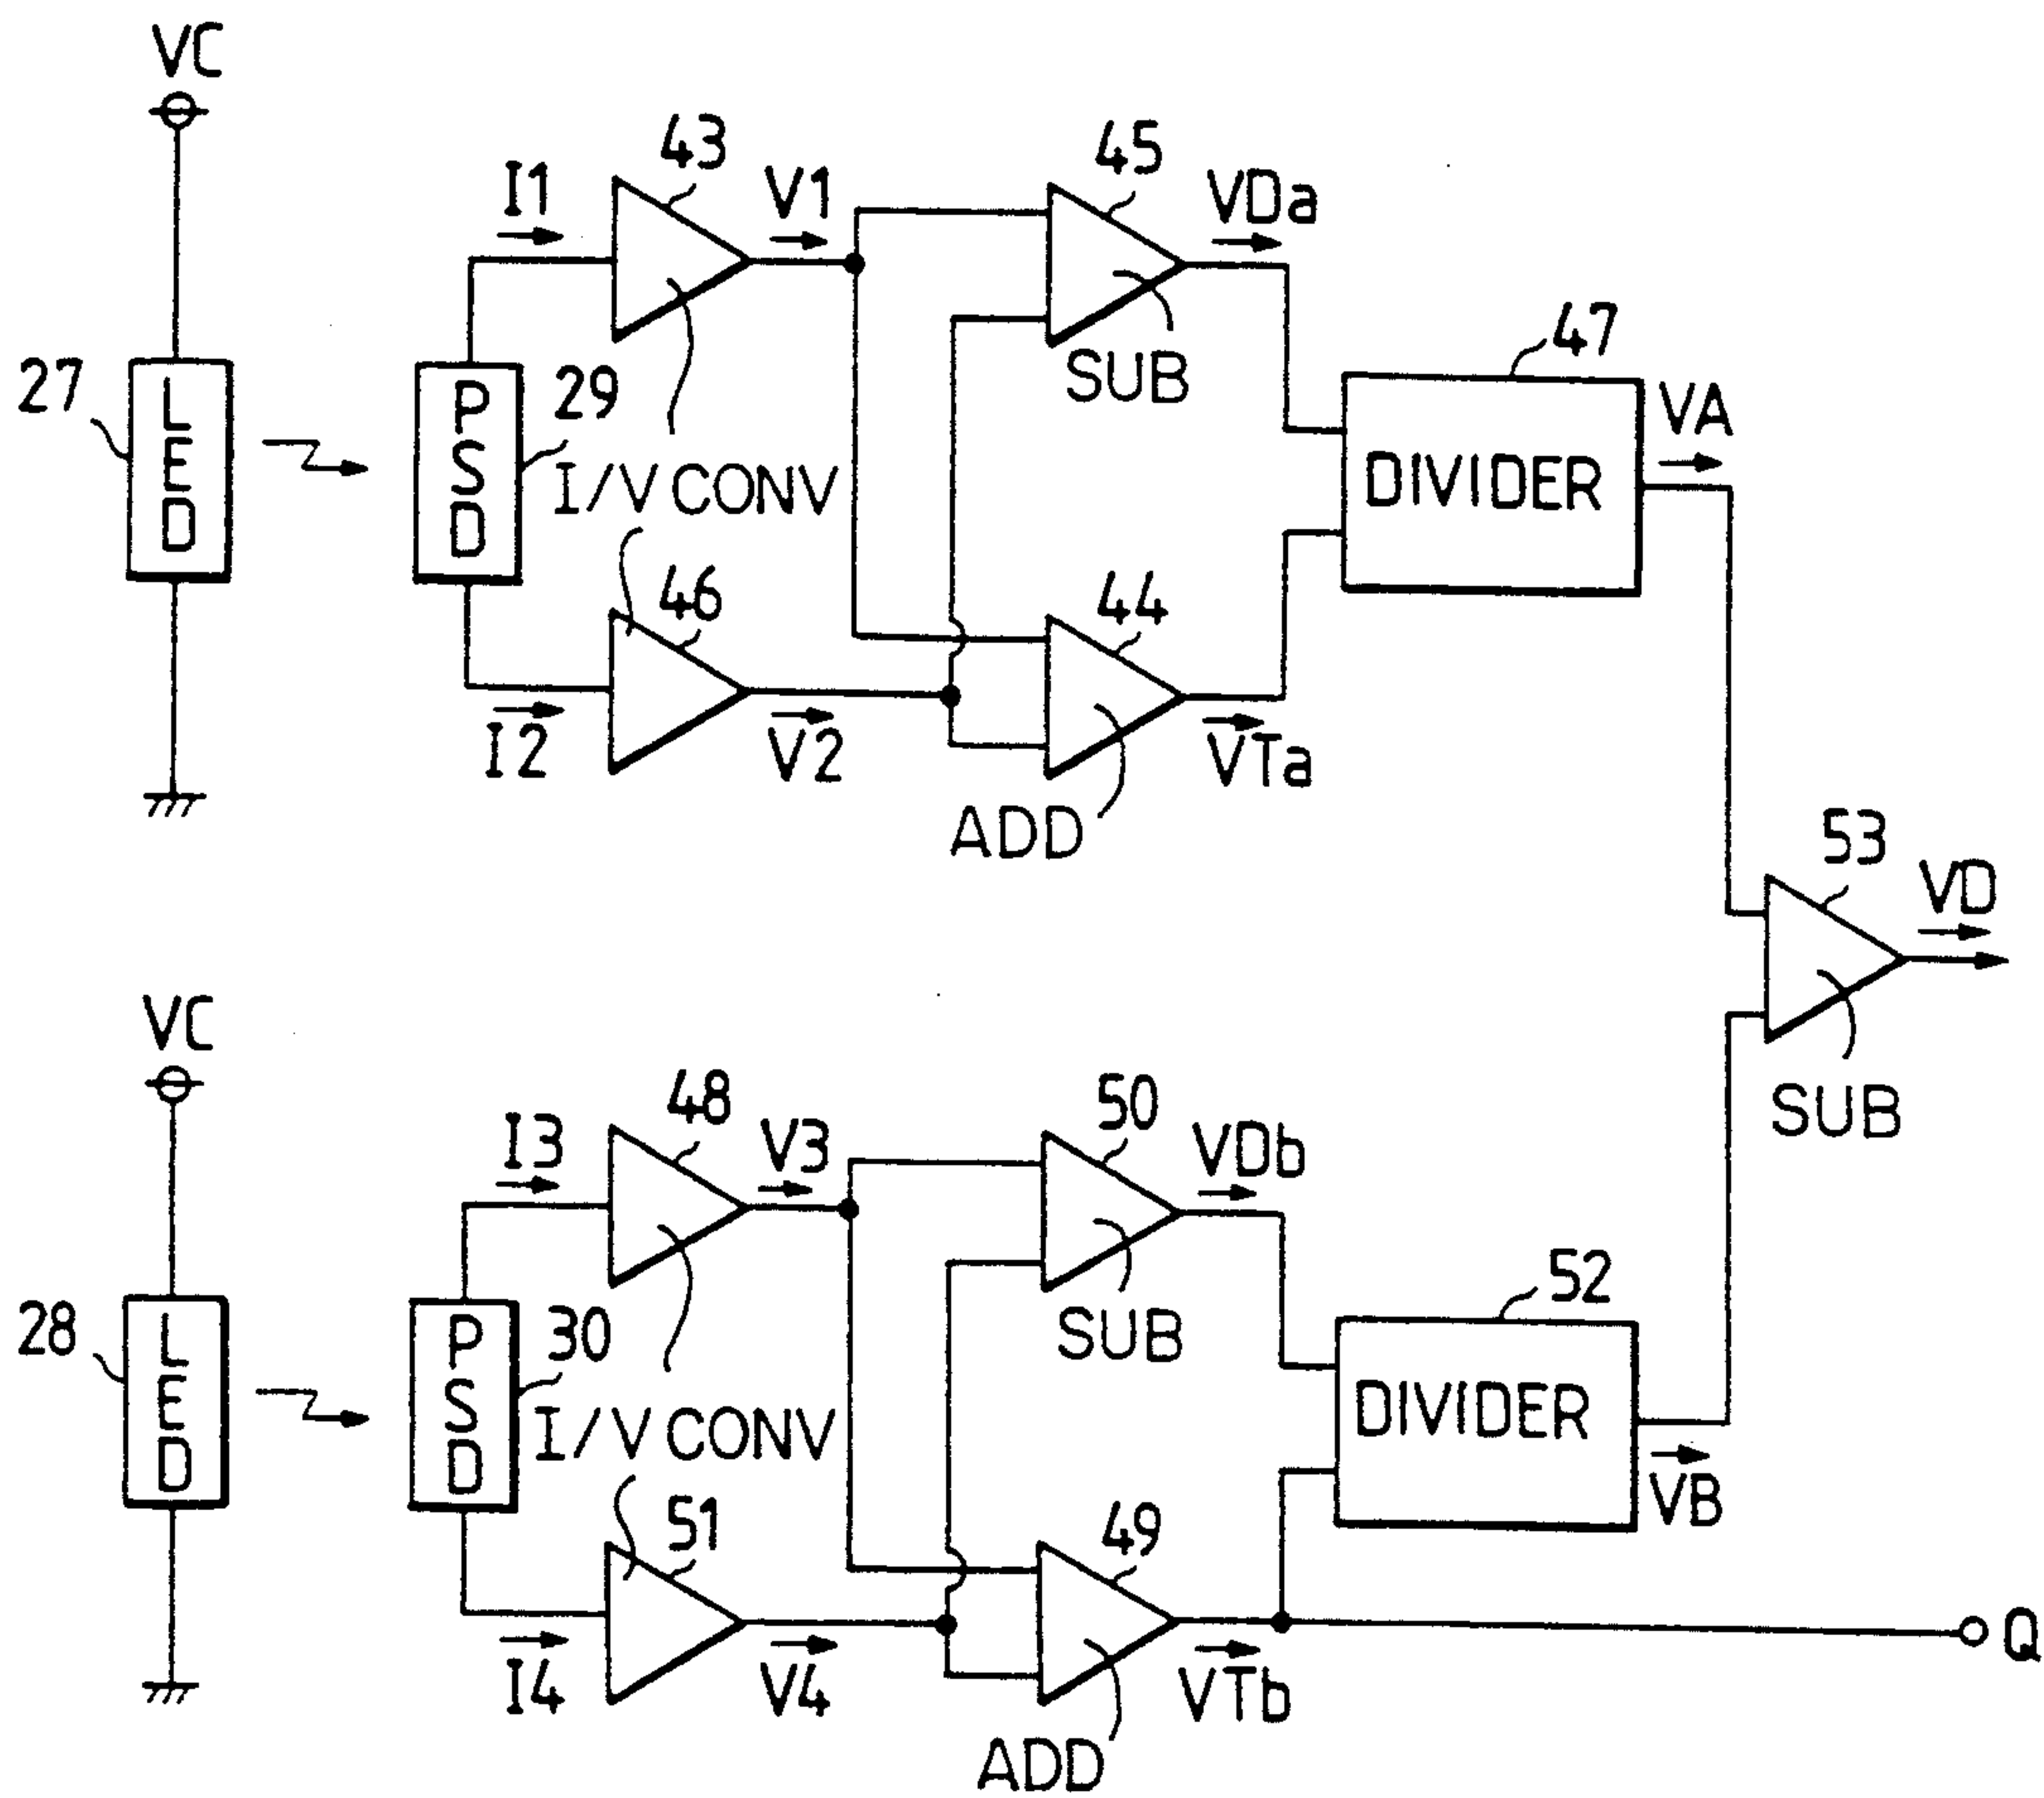 VC
43
45
I1
V1
VDa
47
27
LED
PSD
29
SUB
VA
I/V CONV
DIVIDER
46
44
I2
V2
VTa
ADD
53
VD
VC
48
50
I3
V3
VDb
SUB
52
28
LED
PSD
30
SUB
I/V CONV
DIVIDER
51
49
VB
I4
V4
VTb
Q
ADD